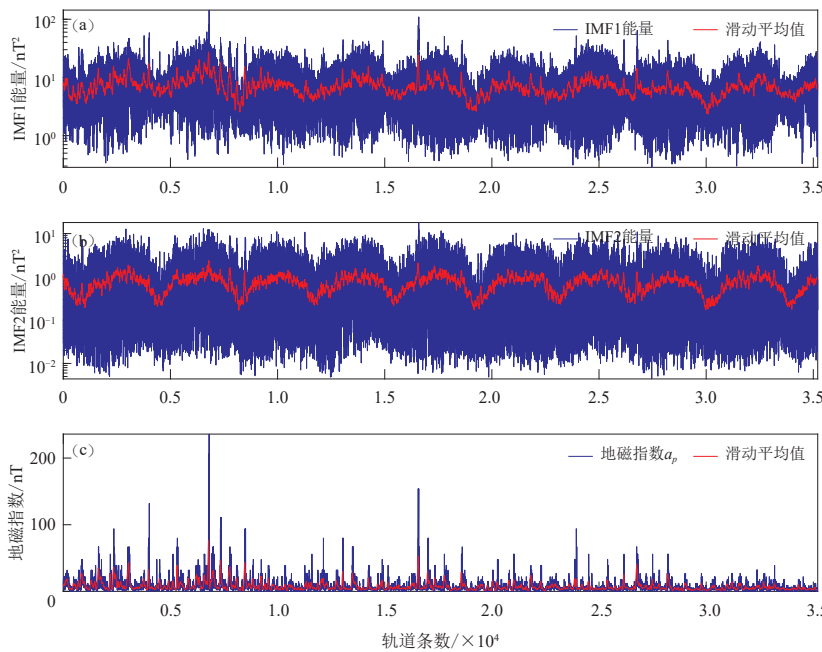 (a)
IMF1能量
滑动平均值
IMF1能量/nT²
10²
10¹
10⁰
0 0.5 1.0 1.5 2.0 2.5 3.0 3.5
(b)
IMF2能量
滑动平均值
IMF2能量/nT²
10¹
10⁰
10⁻¹
10⁻²
0 0.5 1.0 1.5 2.0 2.5 3.0 3.5
(c)
地磁指数aₚ
滑动平均值
地磁指数/nT
200
100
0
0.5 1.0 1.5 2.0 2.5 3.0 3.5
轨道条数/×10⁴